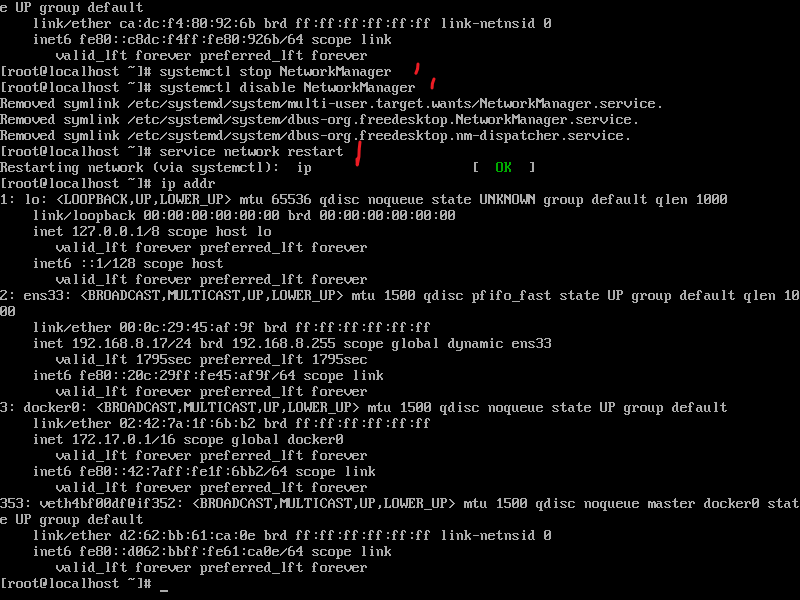 e UP group default
link/ether ca:dc:f4:80:92:6b brd ff:ff:ff:ff:ff:ff link-netnsid 0
inet6 fe80::c8dc:f4ff:fe80:926b/64 scope link
valid_lft forever preferred_lft forever
[root@localhost ~]# systemctl stop NetworkManager
[root@localhost ~]# systemctl disable NetworkManager
Removed symlink /etc/systemd/system/multi-user.target.wants/NetworkManager.service.
Removed symlink /etc/systemd/system/dbus-org.freedesktop.NetworkManager.service.
Removed symlink /etc/systemd/system/dbus-org.freedesktop.nm-dispatcher.service.
[root@localhost ~]# service network restart
Restarting network (via systemctl):  ip                    [  OK  ]
[root@localhost ~]# ip addr
1: lo: <LOOPBACK,UP,LOWER_UP> mtu 65536 qdisc noqueue state UNKNOWN group default qlen 1000
link/loopback 00:00:00:00:00:00 brd 00:00:00:00:00:00
inet 127.0.0.1/8 scope host lo
valid_lft forever preferred_lft forever
inet6 ::1/128 scope host
valid_lft forever preferred_lft forever
2: ens33: <BROADCAST,MULTICAST,UP,LOWER_UP> mtu 1500 qdisc pfifo_fast state UP group default qlen 10
00
link/ether 00:0c:29:45:af:9f brd ff:ff:ff:ff:ff:ff
inet 192.168.8.17/24 brd 192.168.8.255 scope global dynamic ens33
valid_lft 1795sec preferred_lft 1795sec
inet6 fe80::20c:29ff:fe45:af9f/64 scope link
valid_lft forever preferred_lft forever
3: docker0: <BROADCAST,MULTICAST,UP,LOWER_UP> mtu 1500 qdisc noqueue state UP group default
link/ether 02:42:7a:1f:6b:b2 brd ff:ff:ff:ff:ff:ff
inet 172.17.0.1/16 scope global docker0
valid_lft forever preferred_lft forever
inet6 fe80::42:7aff:fe1f:6bb2/64 scope link
valid_lft forever preferred_lft forever
353: veth4bf00df@if352: <BROADCAST,MULTICAST,UP,LOWER_UP> mtu 1500 qdisc noqueue master docker0 stat
e UP group default
link/ether d2:62:bb:61:ca:0e brd ff:ff:ff:ff:ff:ff link-netnsid 0
inet6 fe80::d062:bbff:fe61:ca0e/64 scope link
valid_lft forever preferred_lft forever
[root@localhost ~]# _